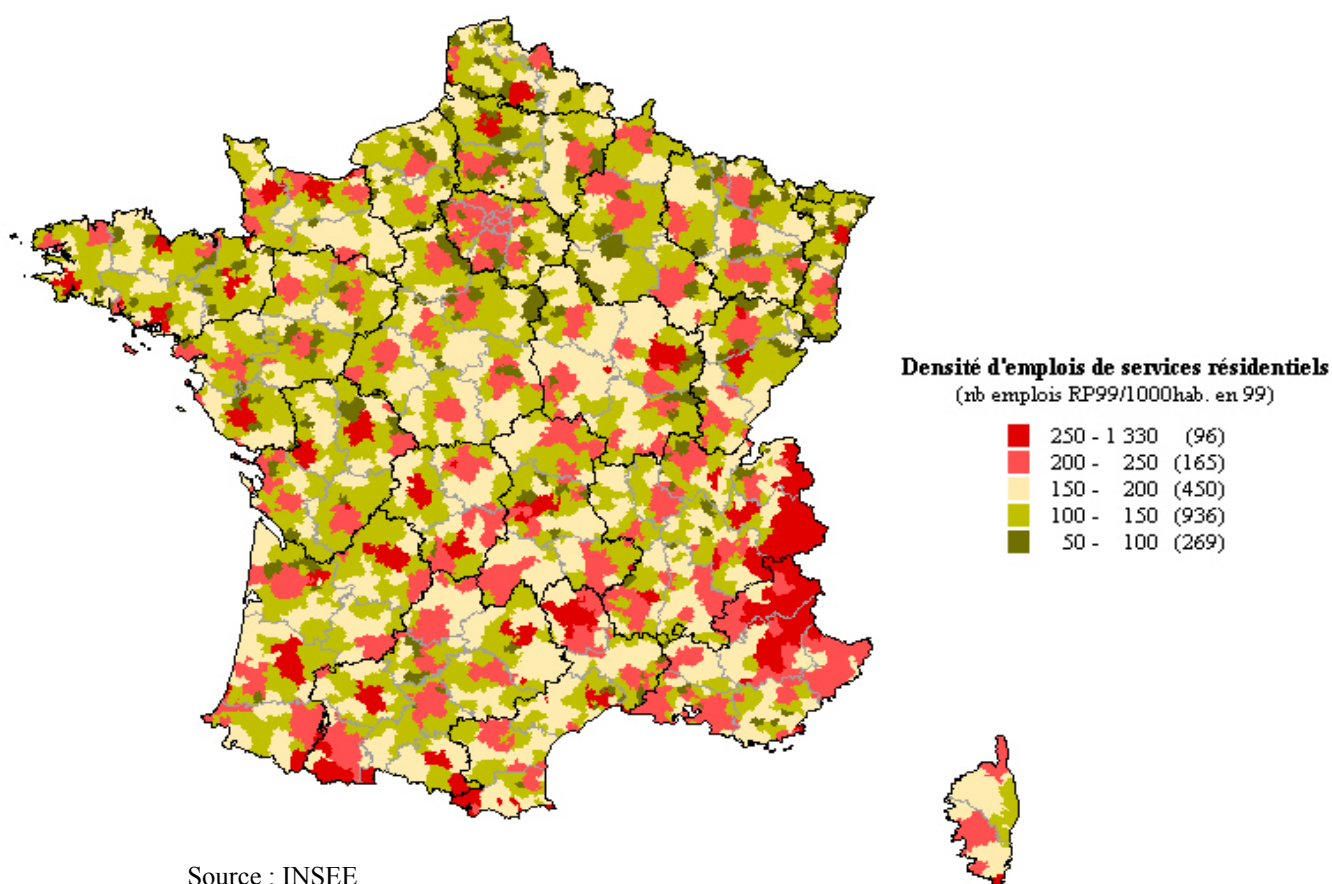 Densité d'emplois de services résidentiels
(nb emplois RP99/1000hab. en 99)
250 - 1 330 (96)
200 - 250 (165)
150 - 200 (450)
100 - 150 (936)
50 - 100 (269)
Source : INSEE